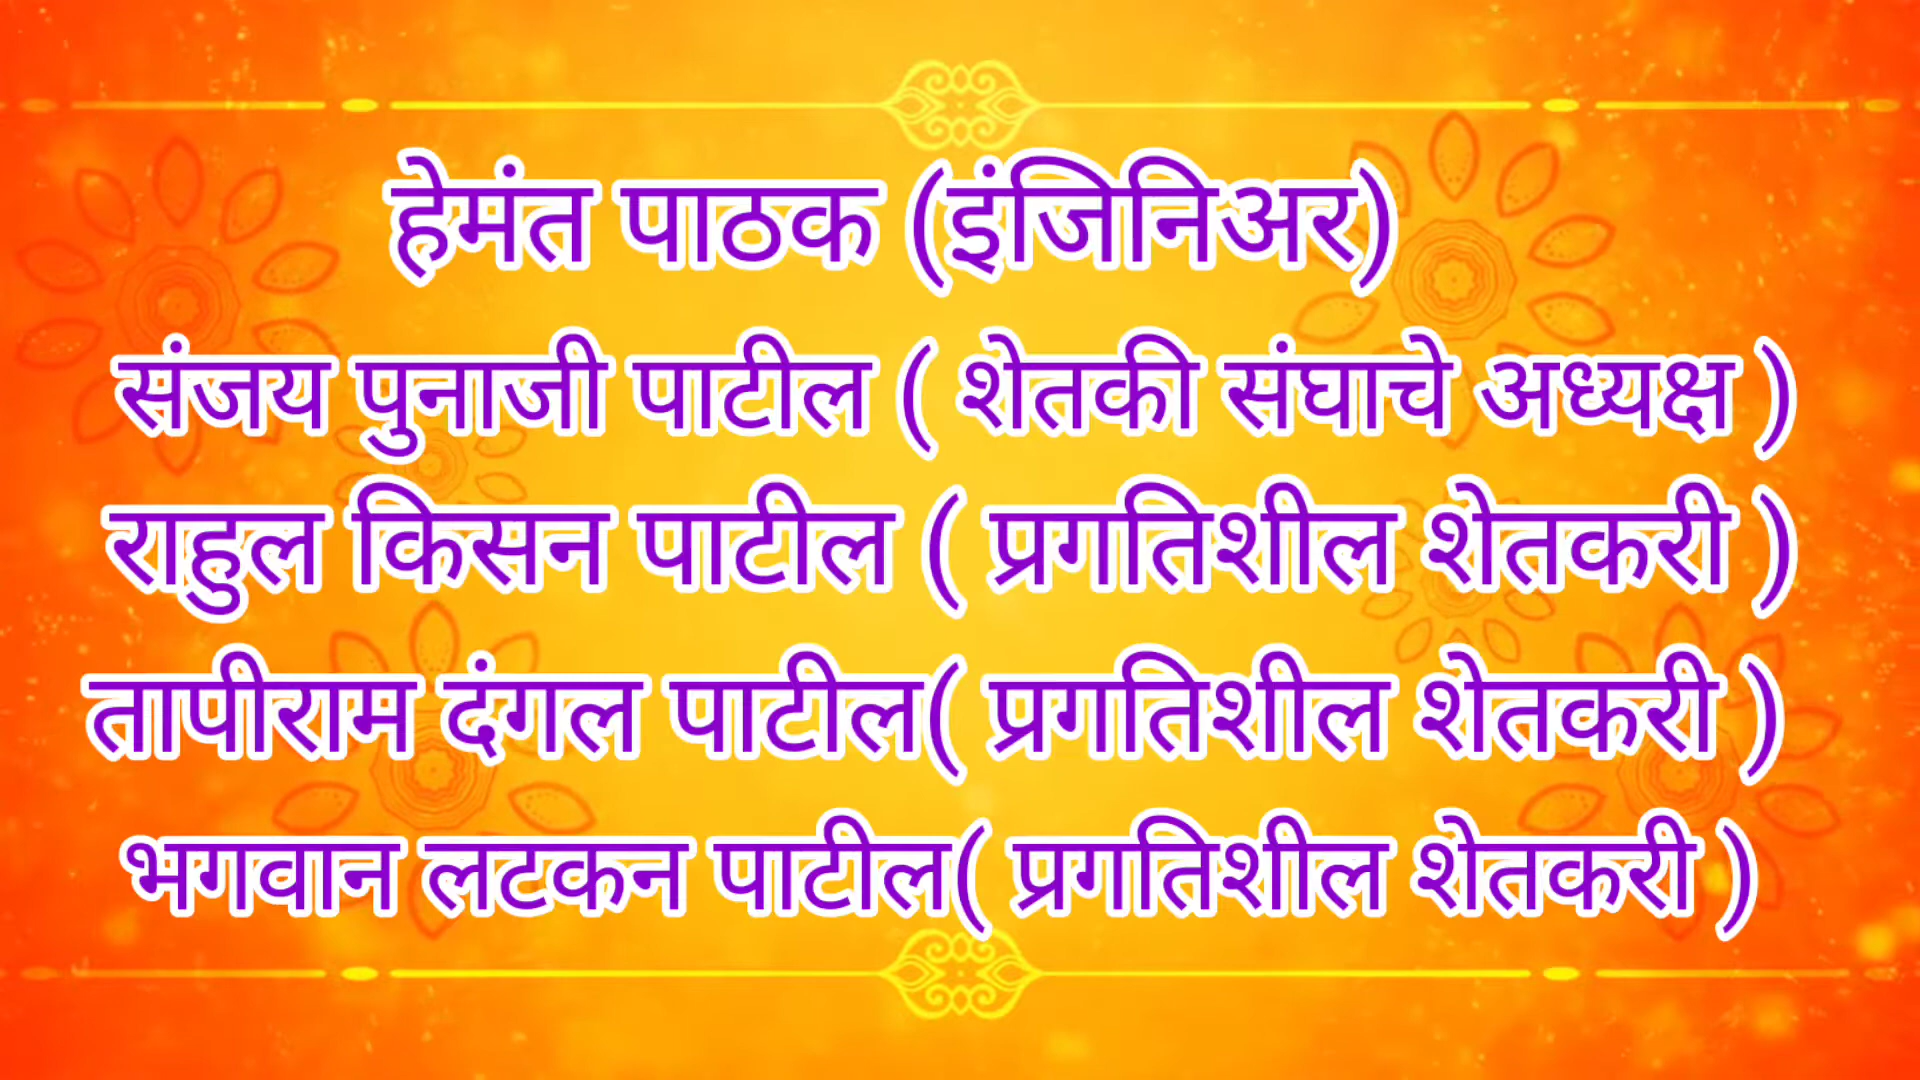 हेमंत पाठक (इंजिनिअर)
संजय पुनाजी पाटील ( शेतकी संघाचे अध्यक्ष )
राहुल किसन पाटील ( प्रगतिशील शेतकरी )
तापीराम दंगल पाटील( प्रगतिशील शेतकरी )
भगवान लटकन पाटील( प्रगतिशील शेतकरी )